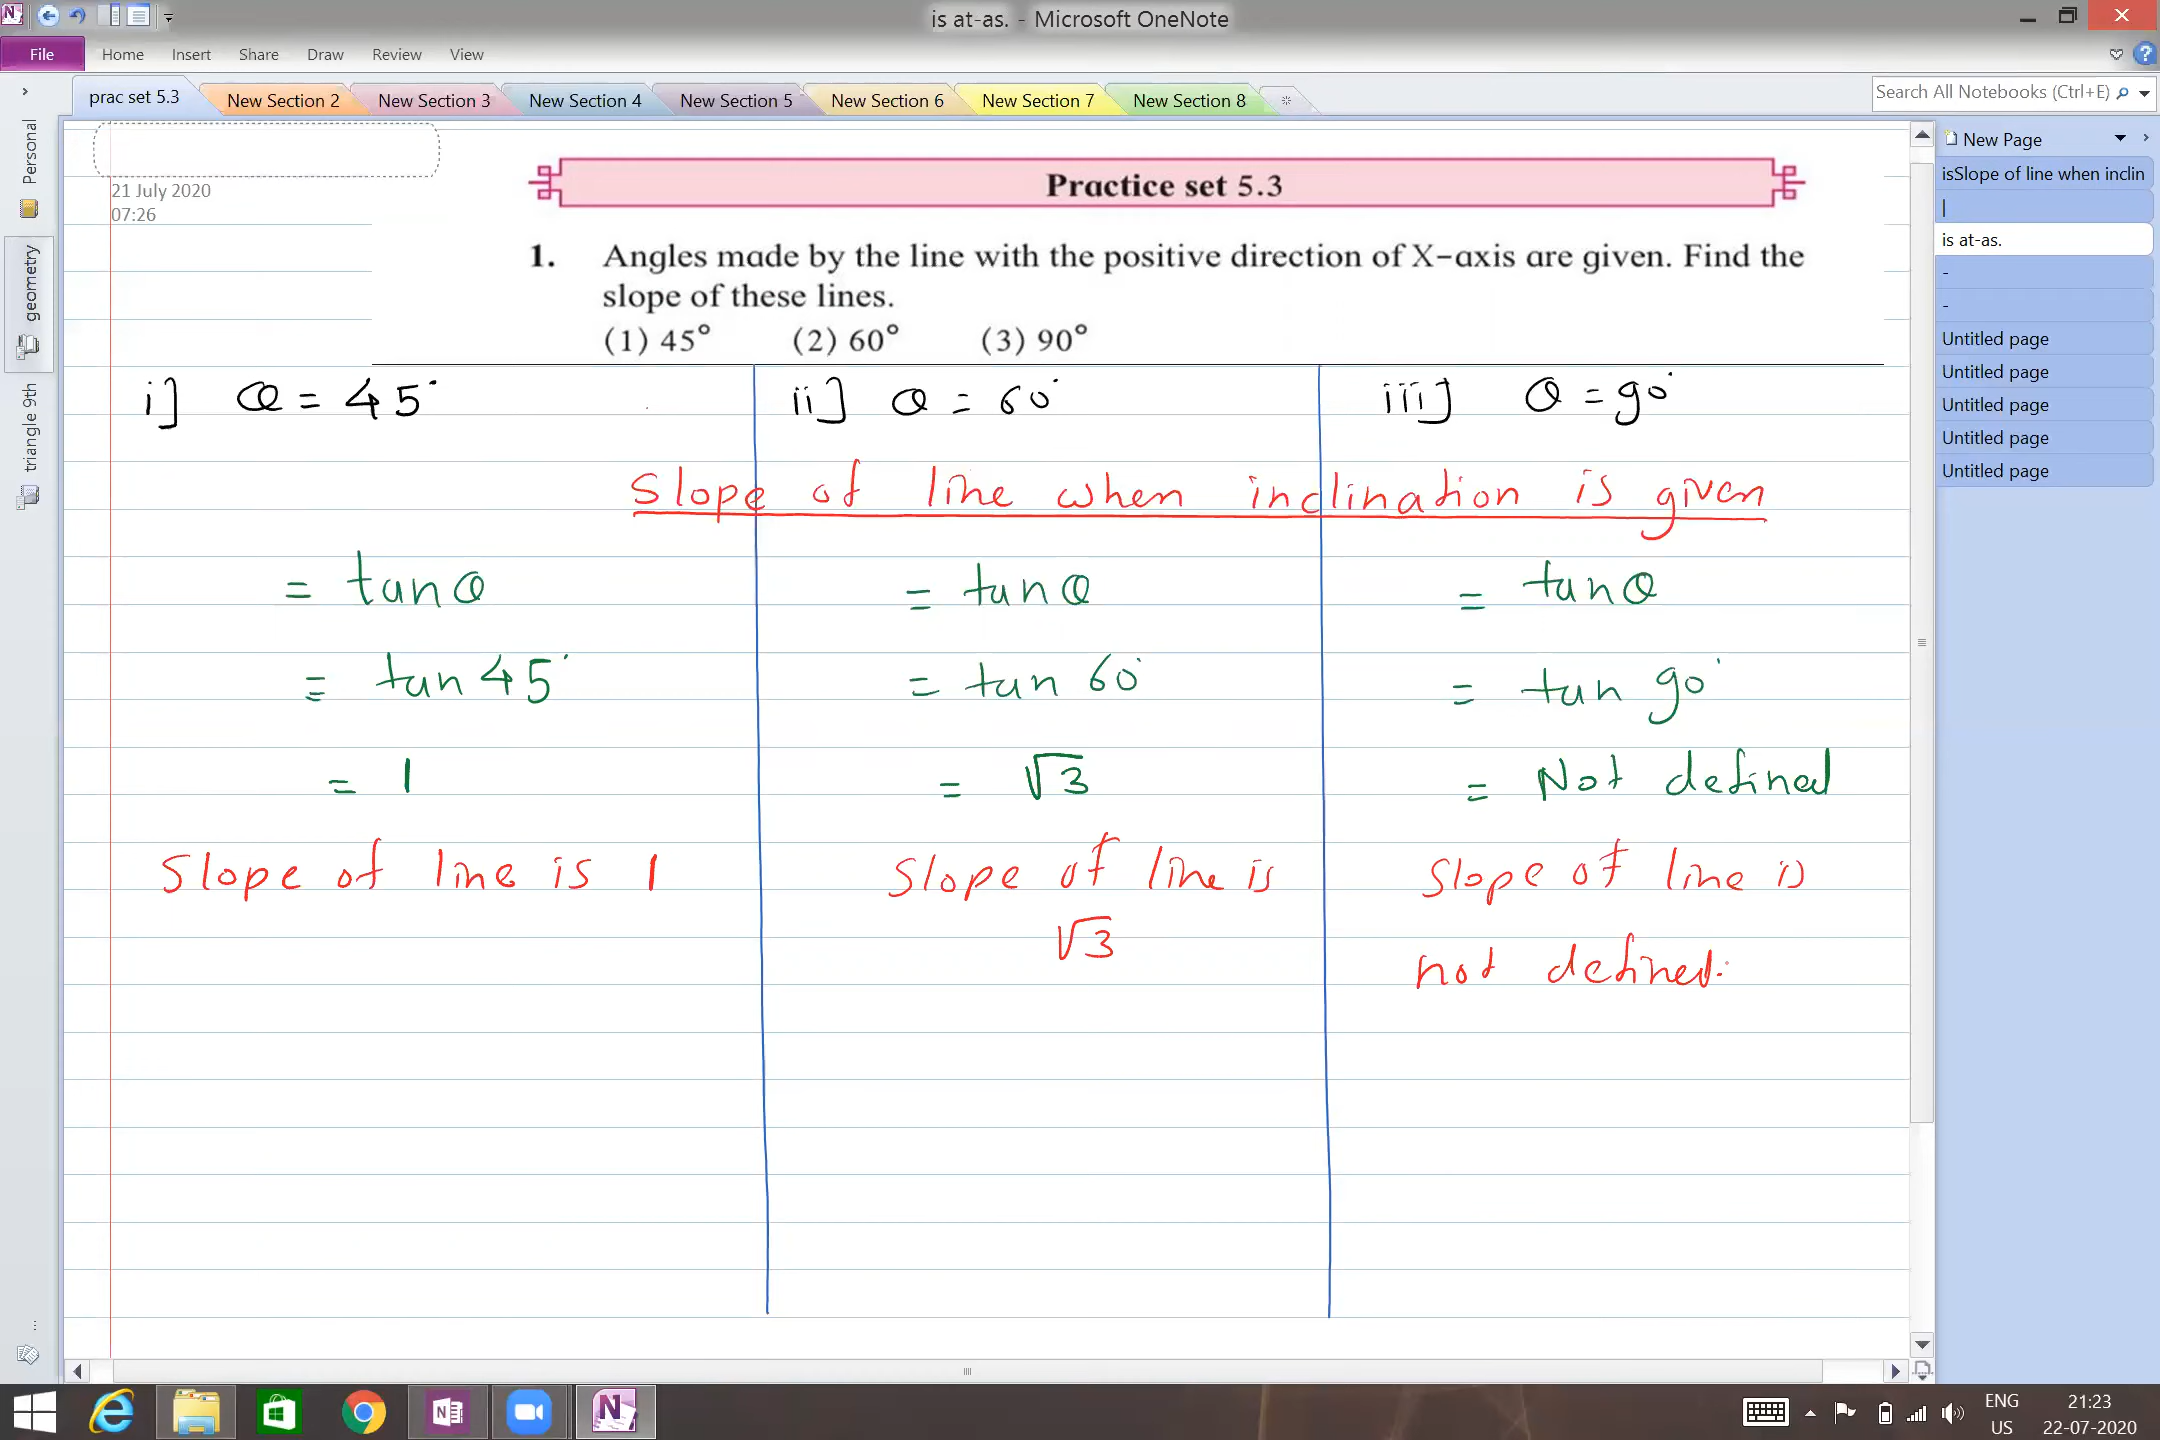 is at-as. - Microsoft OneNote
File Home Insert Share Draw Review View
prac set 5.3 New Section 2 New Section 3 New Section 4 New Section 5 New Section 6 New Section 7 New Section 8
Search All Notebooks (Ctrl+E)
Personal
geometry
triangle 9th
21 July 2020
07:26
Practice set 5.3
1. Angles made by the line with the positive direction of X-axis are given. Find the
slope of these lines.
(1) 45° (2) 60° (3) 90°
i] θ = 45°
ii] θ = 60°
iii] θ = 90°
Slope of line when inclination is given
= tanθ
= tan 45°
= 1
Slope of line is 1
= tan θ
= tan 60°
= √3
Slope of line is
√3
= tanθ
= tan 90°
= Not defined
Slope of line is
not defined.
New Page
isSlope of line when inclin
|
is at-as.
-
-
Untitled page
Untitled page
Untitled page
Untitled page
Untitled page
ENG
US
21:23
22-07-2020